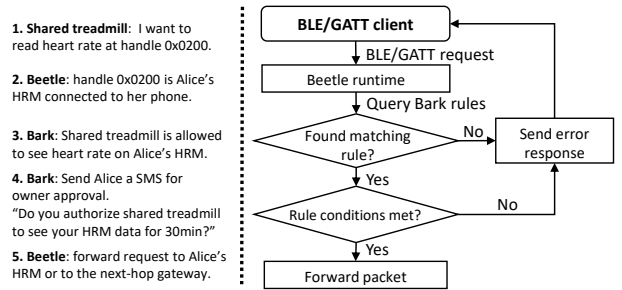 1. Shared treadmill: I want to
read heart rate at handle 0x0200.
2. Beetle: handle 0x0200 is Alice's
HRM connected to her phone.
3. Bark: Shared treadmill is allowed
to see heart rate on Alice's HRM.
4. Bark: Send Alice a SMS for
owner approval.
"Do you authorize shared treadmill
to see your HRM data for 30min?"
5. Beetle: forward request to Alice's
HRM or to the next-hop gateway.
BLE/GATT client
BLE/GATT request
Beetle runtime
Query Bark rules
Found matching
rule?
No
Send error
response
Yes
Rule conditions met?
No
Yes
Forward packet